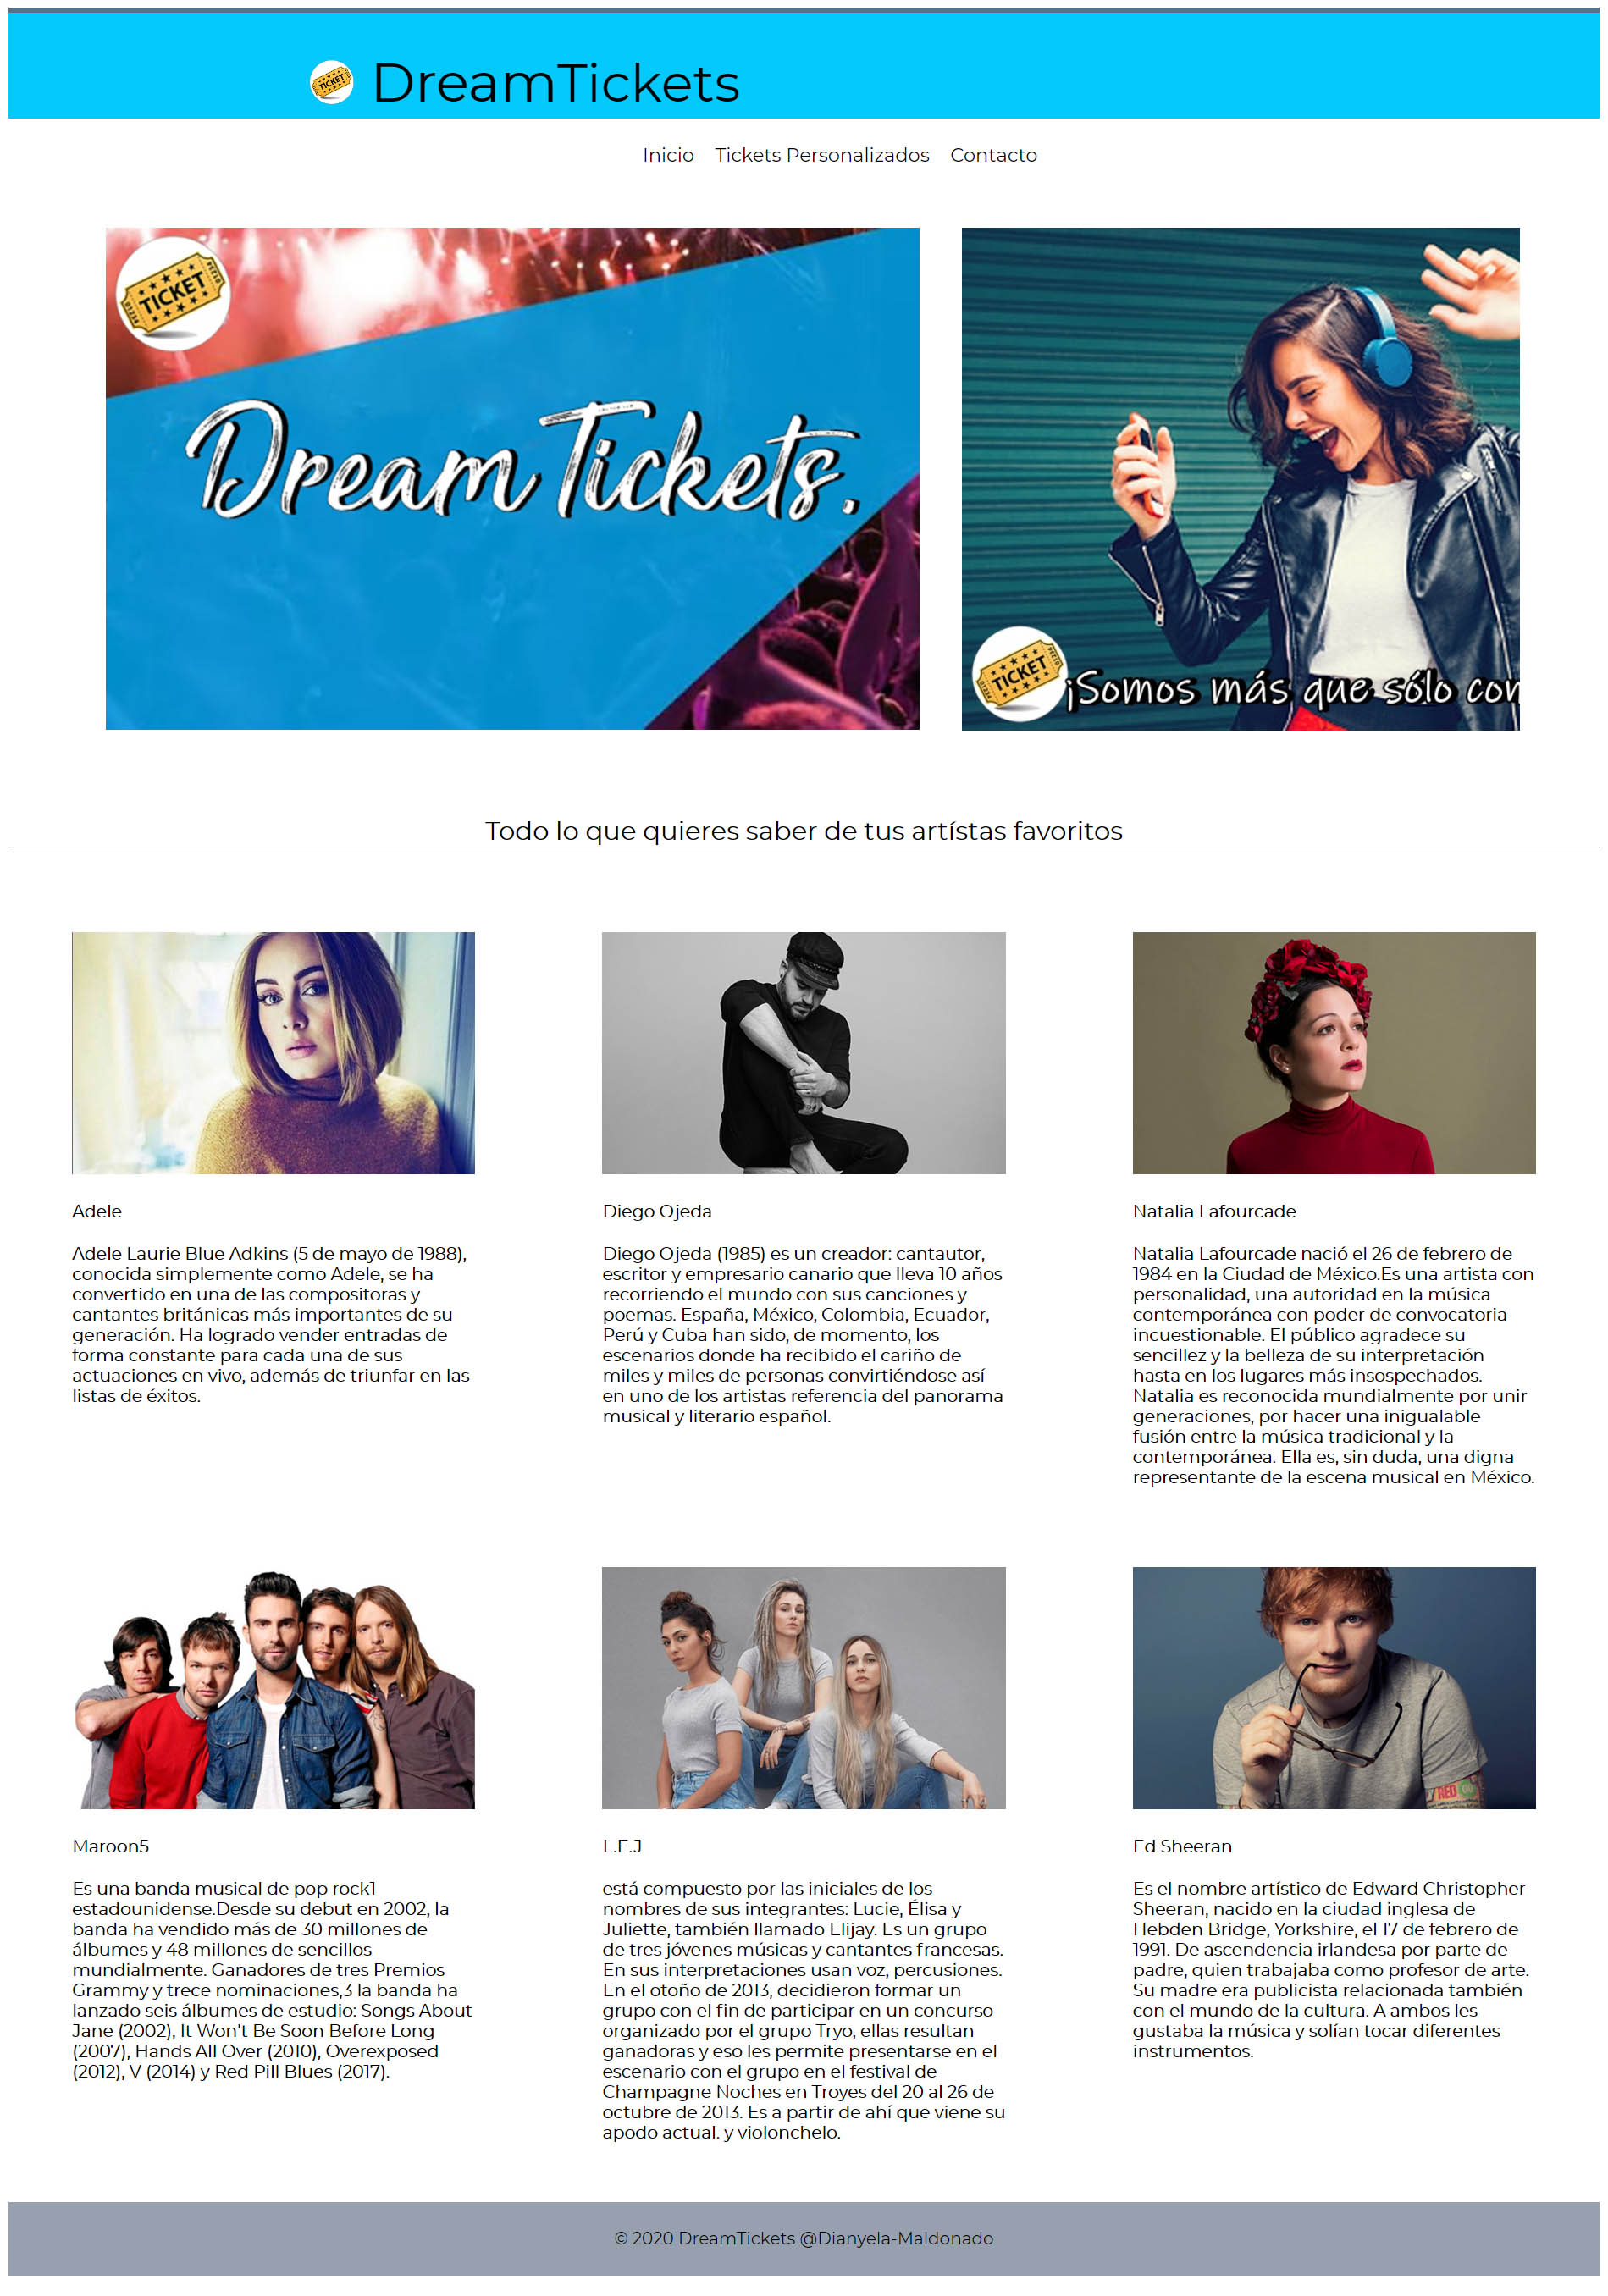 TICKET
DreamTickets
Inicio Tickets Personalizados Contacto
TICKET
01234
Dream Tickets.
TICKET
¡Somos más que sólo con
Todo lo que quieres saber de tus artístas favoritos
Adele
Adele Laurie Blue Adkins (5 de mayo de 1988),
conocida simplemente como Adele, se ha
convertido en una de las compositoras y
cantantes británicas más importantes de su
generación. Ha logrado vender entradas de
forma constante para cada una de sus
actuaciones en vivo, además de triunfar en las
listas de éxitos.
Diego Ojeda
Diego Ojeda (1985) es un creador: cantautor,
escritor y empresario canario que lleva 10 años
recorriendo el mundo con sus canciones y
poemas. España, México, Colombia, Ecuador,
Perú y Cuba han sido, de momento, los
escenarios donde ha recibido el cariño de
miles y miles de personas convirtiéndose así
en uno de los artistas referencia del panorama
musical y literario español.
Natalia Lafourcade
Natalia Lafourcade nació el 26 de febrero de
1984 en la Ciudad de México.Es una artista con
personalidad, una autoridad en la música
contemporánea con poder de convocatoria
incuestionable. El público agradece su
sencillez y la belleza de su interpretación
hasta en los lugares más insospechados.
Natalia es reconocida mundialmente por unir
generaciones, por hacer una inigualable
fusión entre la música tradicional y la
contemporánea. Ella es, sin duda, una digna
representante de la escena musical en México.
Maroon5
Es una banda musical de pop rock1
estadounidense.Desde su debut en 2002, la
banda ha vendido más de 30 millones de
álbumes y 48 millones de sencillos
mundialmente. Ganadores de tres Premios
Grammy y trece nominaciones,3 la banda ha
lanzado seis álbumes de estudio: Songs About
Jane (2002), It Won't Be Soon Before Long
(2007), Hands All Over (2010), Overexposed
(2012), V (2014) y Red Pill Blues (2017).
L.E.J
está compuesto por las iniciales de los
nombres de sus integrantes: Lucie, Élisa y
Juliette, también llamado Elijay. Es un grupo
de tres jóvenes músicas y cantantes francesas.
En sus interpretaciones usan voz, percusiones.
En el otoño de 2013, decidieron formar un
grupo con el fin de participar en un concurso
organizado por el grupo Tryo, ellas resultan
ganadoras y eso les permite presentarse en el
escenario con el grupo en el festival de
Champagne Noches en Troyes del 20 al 26 de
octubre de 2013. Es a partir de ahí que viene su
apodo actual. y violonchelo.
Ed Sheeran
Es el nombre artístico de Edward Christopher
Sheeran, nacido en la ciudad inglesa de
Hebden Bridge, Yorkshire, el 17 de febrero de
1991. De ascendencia irlandesa por parte de
padre, quien trabajaba como profesor de arte.
Su madre era publicista relacionada también
con el mundo de la cultura. A ambos les
gustaba la música y solían tocar diferentes
instrumentos.
© 2020 DreamTickets @Dianyela-Maldonado